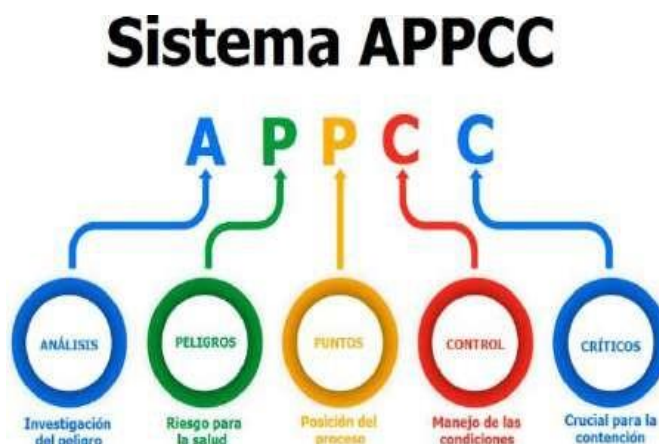 Sistema APPCC
A P P C C
ANÁLISIS PELIGROS PUNTOS CONTROL CRÍTICOS
Investigación del peligro
Riesgo para la salud
Posición del proceso
Manejo de las condiciones
Crucial para la contención